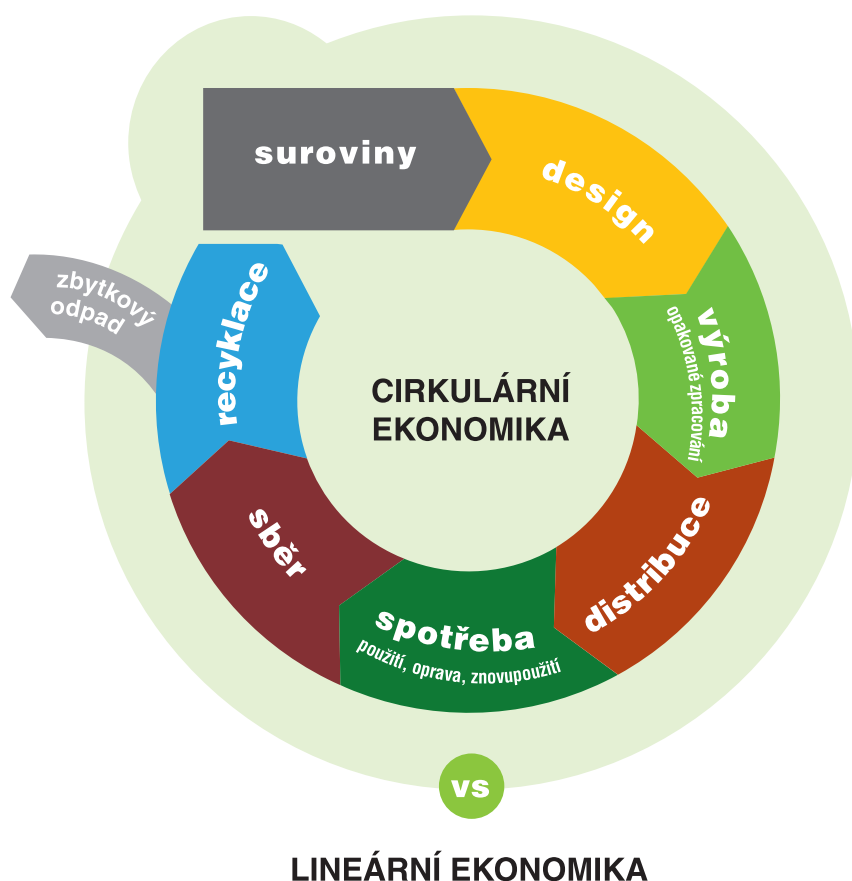 suroviny
design
výroba
opakované zpracování
distribuce
spotřeba
použití, oprava, znovupoužití
sběr
recyklace
zbytkový
odpad
CIRKULÁRNÍ
EKONOMIKA
vs
LINEÁRNÍ EKONOMIKA